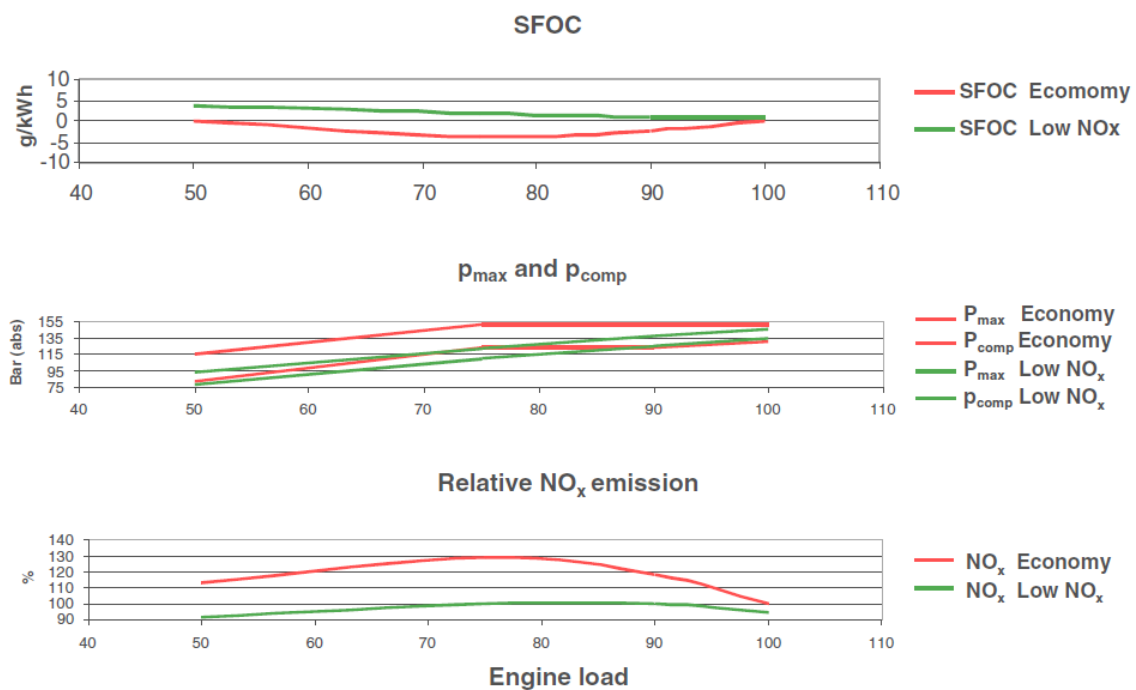 SFOC
10
5
0
-5
-10
g/kWh
40 50 60 70 80 90 100 110
SFOC Ecomomy
SFOC Low NOx
pmax and pcomp
155
135
115
95
75
Bar (abs)
40 50 60 70 80 90 100 110
Pmax Economy
Pcomp Economy
Pmax Low NOx
pcomp Low NOx
Relative NOx emission
140
130
120
110
100
90
%
40 50 60 70 80 90 100 110
NOx Economy
NOx Low NOx
Engine load